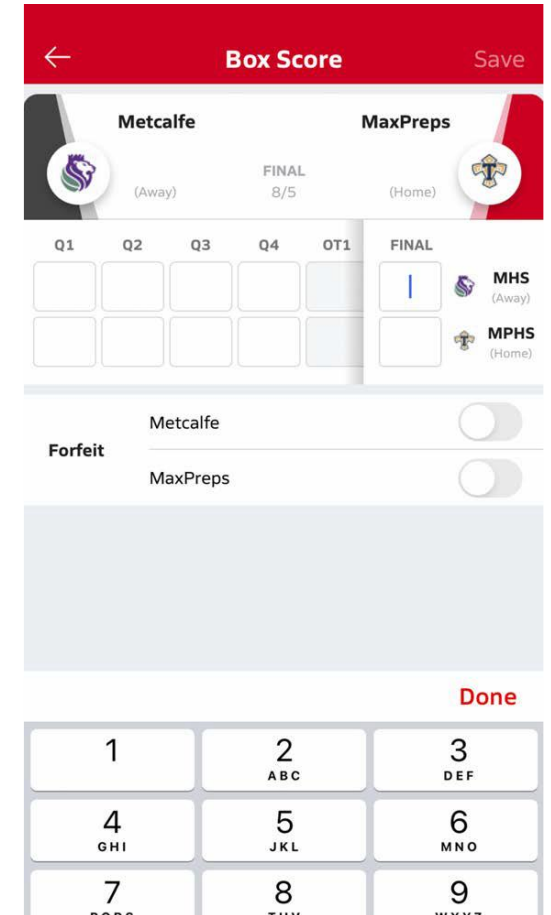 Box Score Save
Metcalfe MaxPreps
FINAL
(Away) 8/5 (Home)
Q1 Q2 Q3 Q4 OT1 FINAL
MHS
(Away)
MPHS
(Home)
Metcalfe
Forfeit
MaxPreps
Done
1 2 3
ABC DEF
4 5 6
GHI JKL MNO
7 8 9